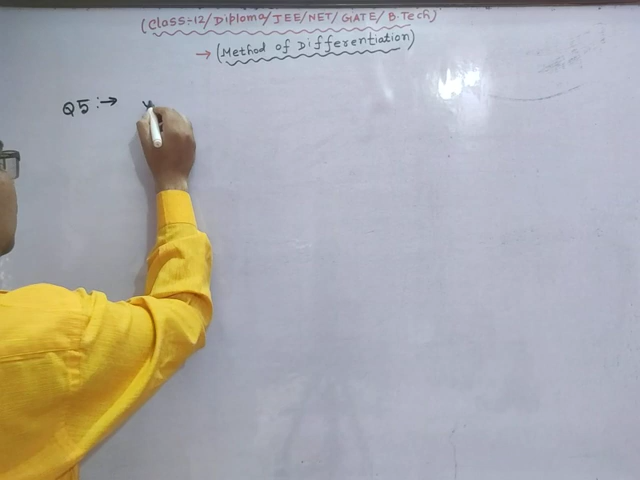 (Class:-12/Diploma/JEE/NET/GATE/B.Tech)
→ (Method of Differentiation)
Q5:→